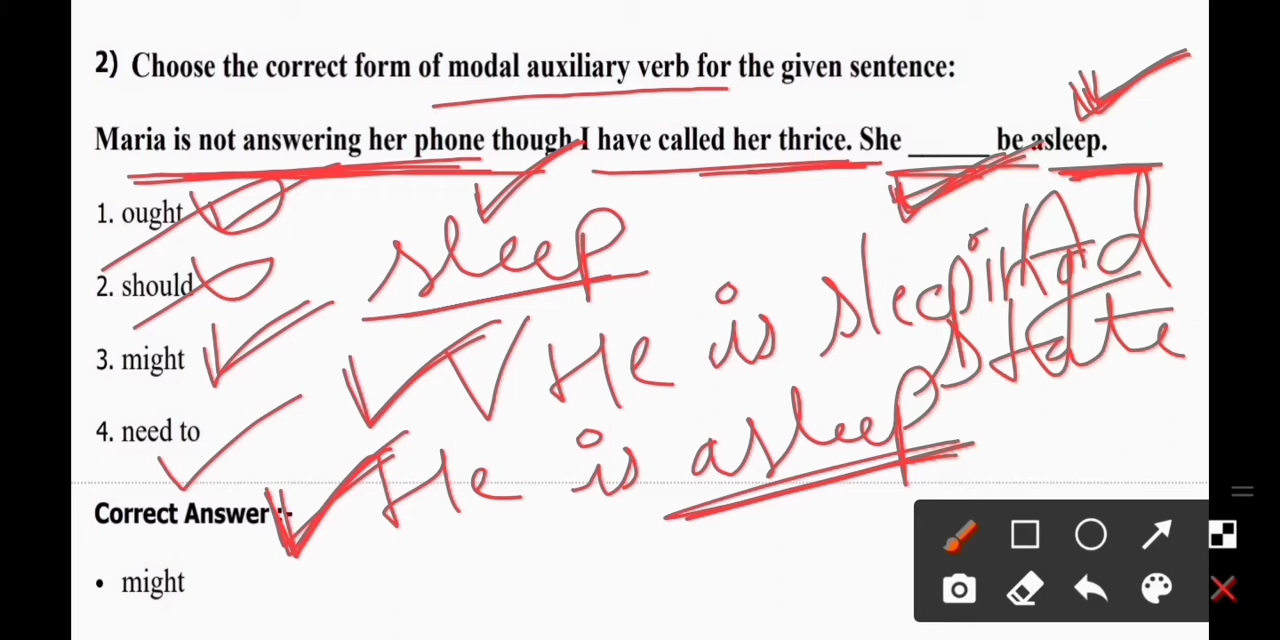 2) Choose the correct form of modal auxiliary verb for the given sentence:
Maria is not answering her phone though I have called her thrice. She ______ be asleep.
1. ought
2. should
sleep
He is sleeping
Ad
state
3. might
4. need to
He is asleep
Correct Answer :-
• might